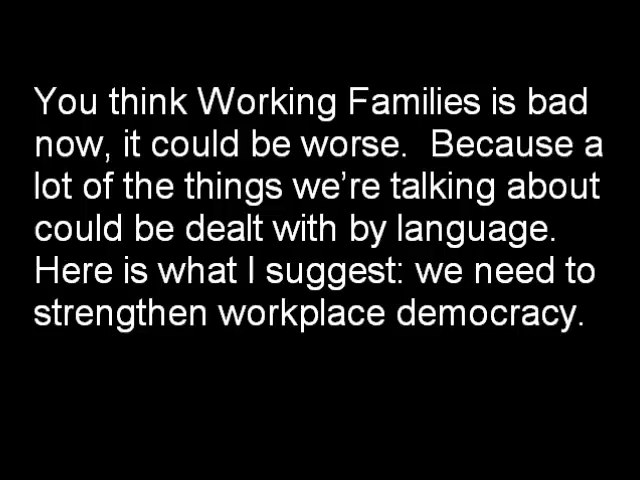 You think Working Families is bad
now, it could be worse.  Because a
lot of the things we’re talking about
could be dealt with by language.
Here is what I suggest: we need to
strengthen workplace democracy.